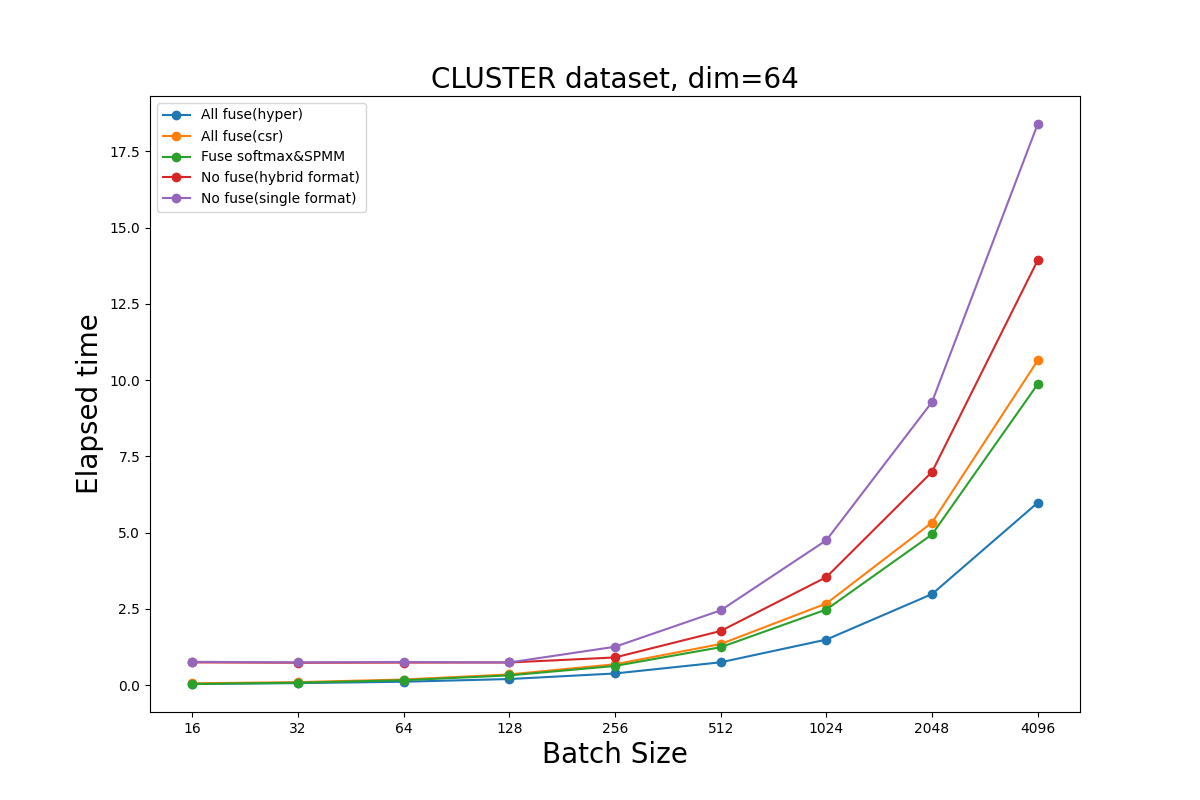 CLUSTER dataset, dim=64
All fuse(hyper)
All fuse(csr)
Fuse softmax&SPMM
No fuse(hybrid format)
No fuse(single format)
17.5
15.0
12.5
10.0
7.5
5.0
2.5
0.0
Elapsed time
16 32 64 128 256 512 1024 2048 4096
Batch Size